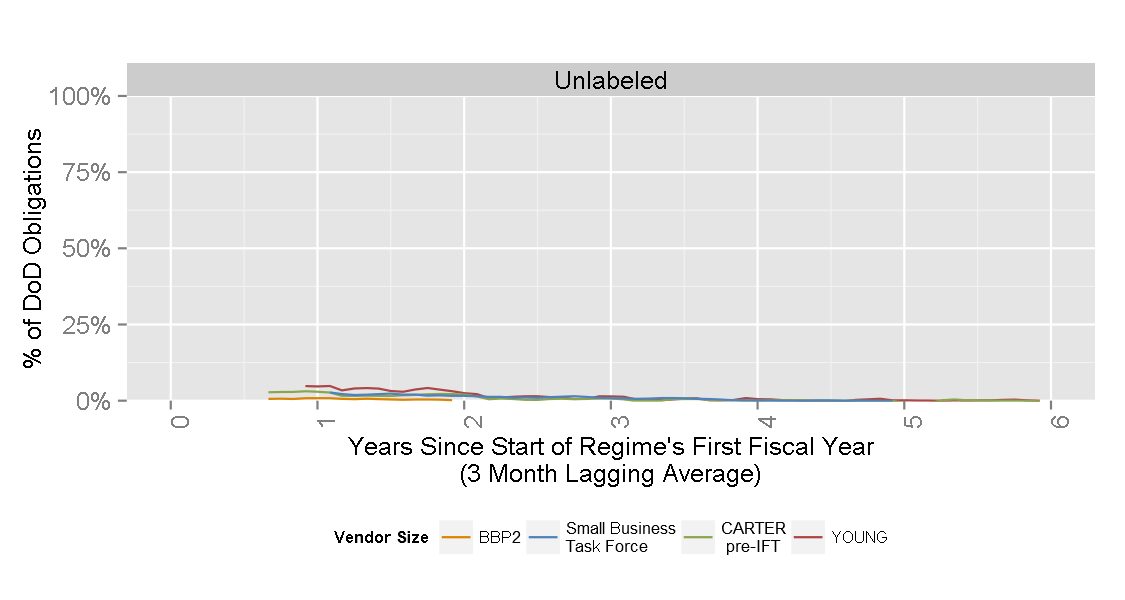 Unlabeled
100%
75%
50%
25%
0%
% of DoD Obligations
0 1 2 3 4 5 6
Years Since Start of Regime's First Fiscal Year
(3 Month Lagging Average)
Vendor Size
BBP2
Small Business
Task Force
CARTER
pre-IFT
YOUNG